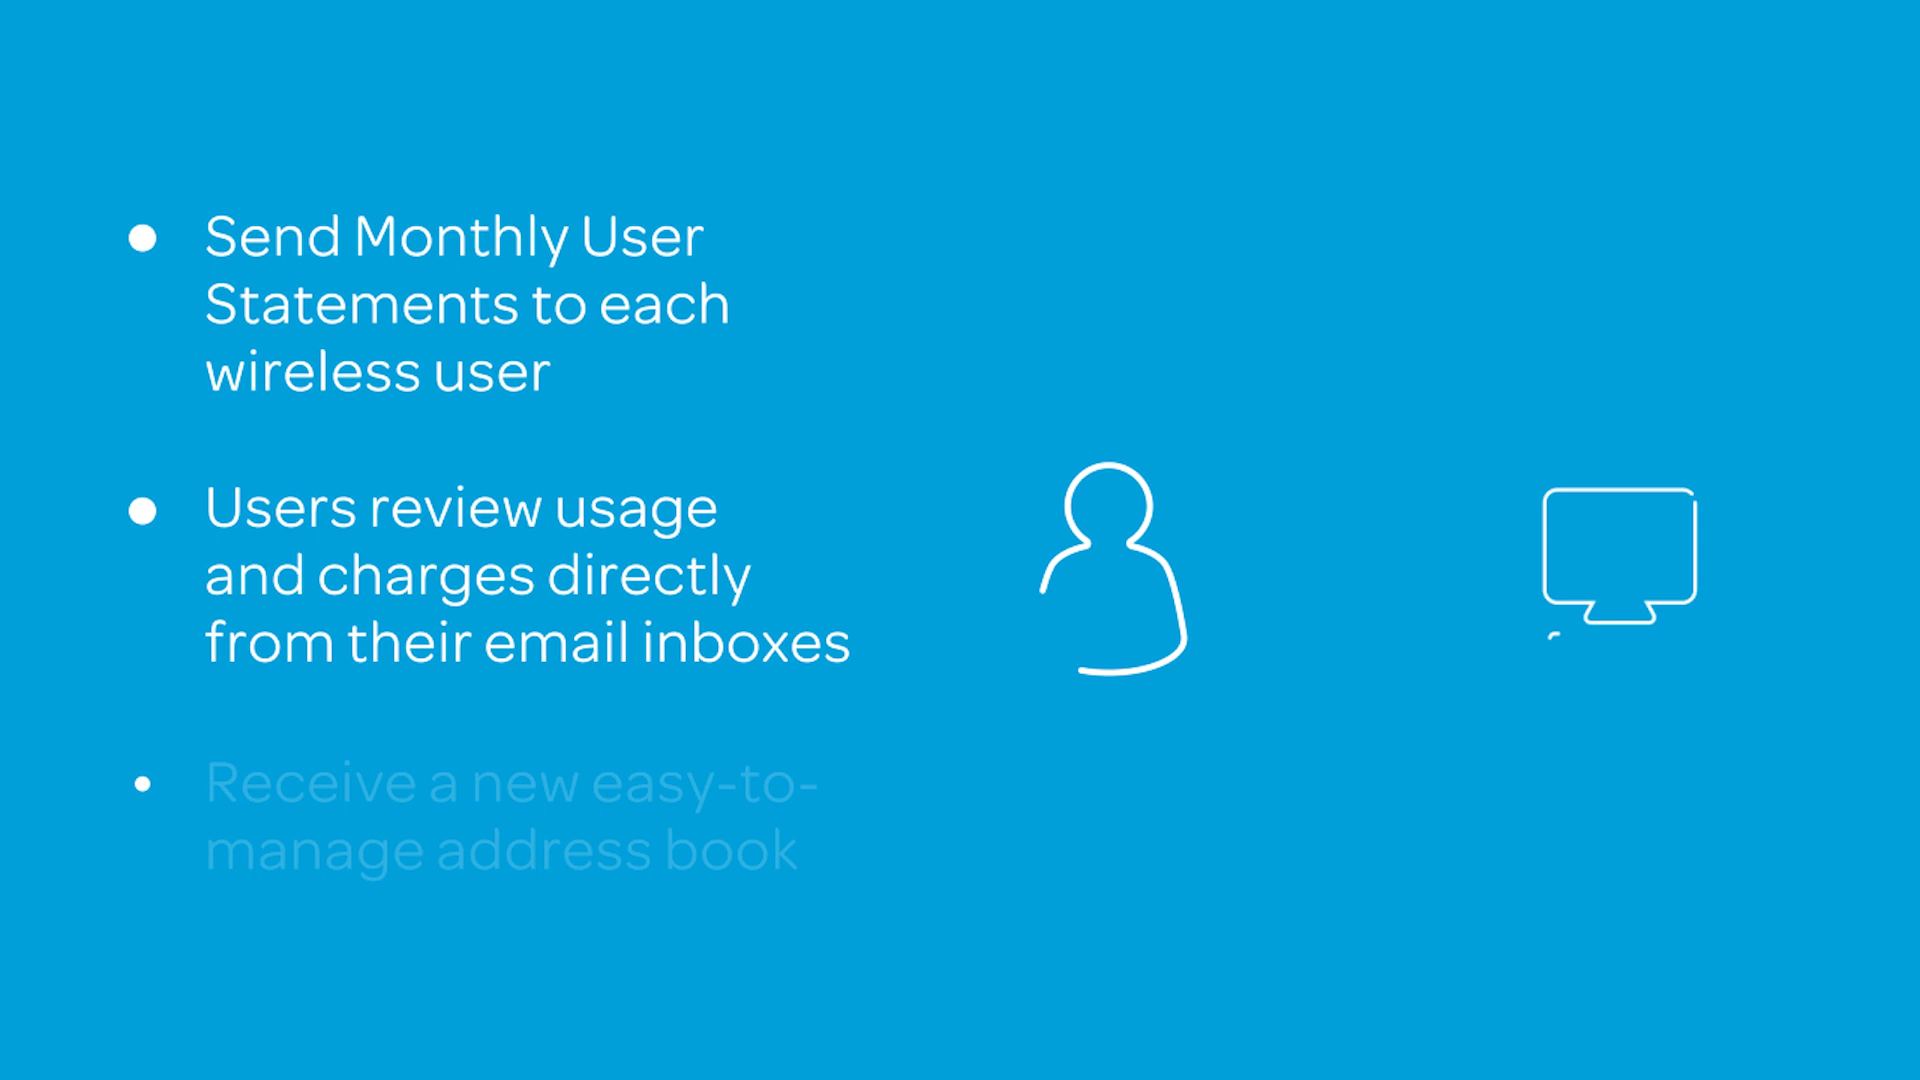 Send Monthly User
Statements to each
wireless user
Users review usage
and charges directly
from their email inboxes
Receive a new easy-to-
manage address book